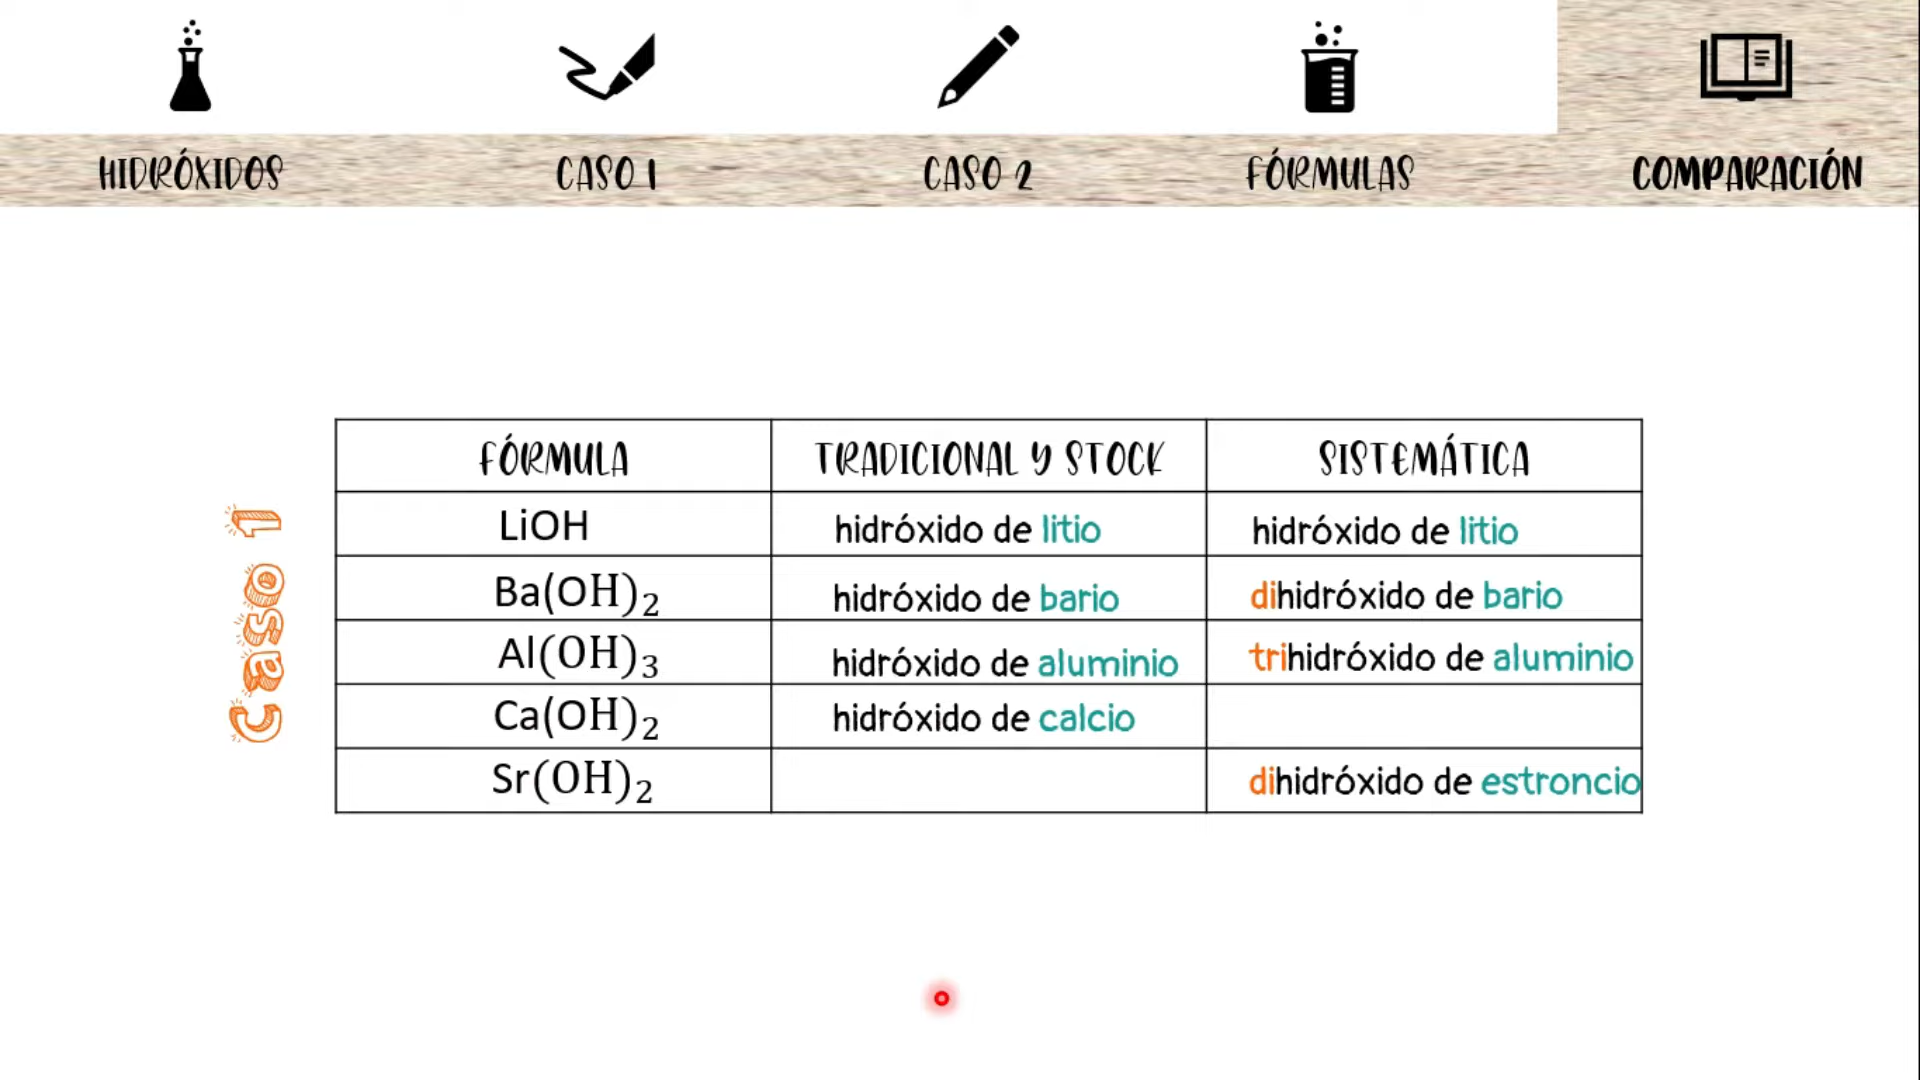 HIDRÓXIDOS CASO 1 CASO 2 FÓRMULAS COMPARACIÓN
Caso 1
FÓRMULA TRADICIONAL Y STOCK SISTEMÁTICA
LiOH hidróxido de litio hidróxido de litio
Ba(OH)₂ hidróxido de bario dihidróxido de bario
Al(OH)₃ hidróxido de aluminio trihidróxido de aluminio
Ca(OH)₂ hidróxido de calcio
Sr(OH)₂ dihidróxido de estroncio